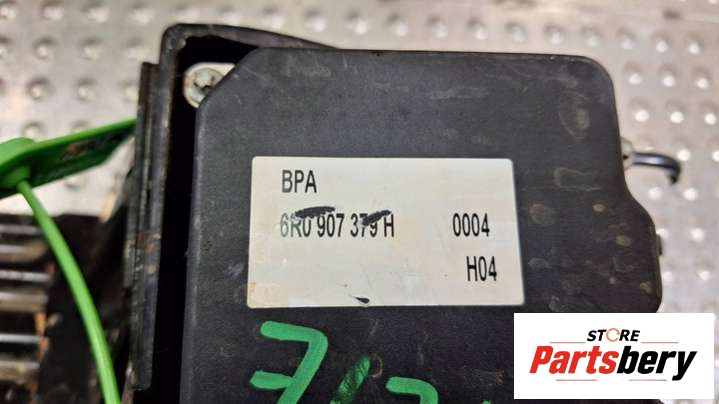 BPA
6R0 907 379 H 0004
H04
STORE
Partsbery